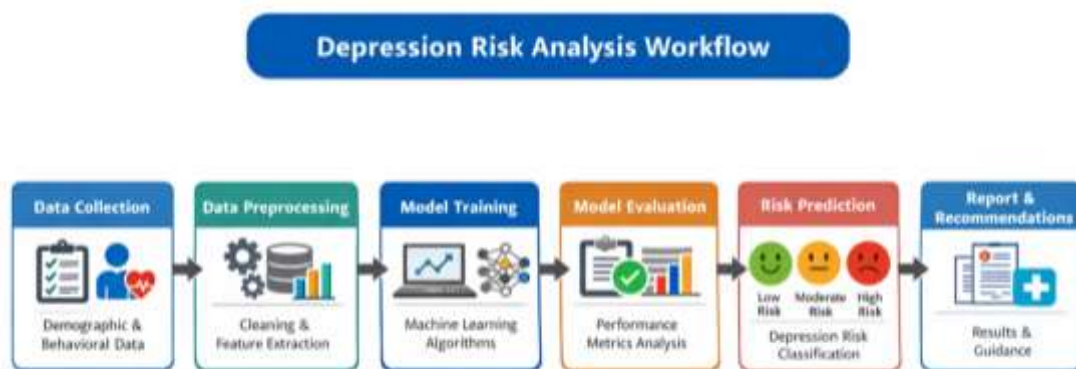 Depression Risk Analysis Workflow
Data Collection
Demographic &
Behavioral Data
Data Preprocessing
Cleaning &
Feature Extraction
Model Training
Machine Learning
Algorithms
Model Evaluation
Performance
Metrics Analysis
Risk Prediction
Low
Risk
Moderate
Risk
High
Risk
Depression Risk
Classification
Report &
Recommendations
Results &
Guidance